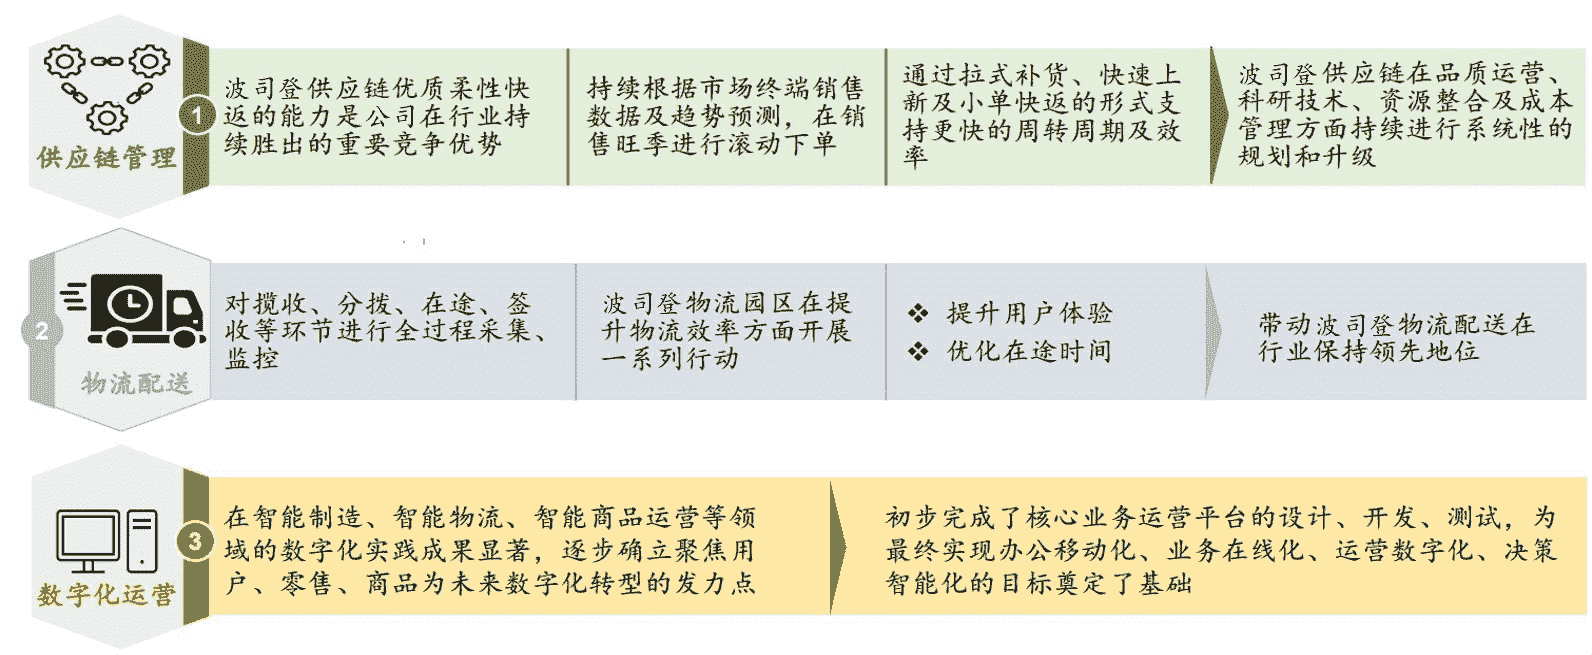 1
供应链管理
波司登供应链优质柔性快
返的能力是公司在行业持
续胜出的重要竞争优势
持续根据市场终端销售
数据及趋势预测，在销
售旺季进行滚动下单
通过拉式补货、快速上
新及小单快返的形式支
持更快的周转周期及效
率
波司登供应链在品质运营、
科研技术、资源整合及成本
管理方面持续进行系统性的
规划和升级
2
物流配送
对揽收、分拨、在途、签
收等环节进行全过程采集、
监控
波司登物流园区在提
升物流效率方面开展
一系列行动
❖ 提升用户体验
❖ 优化在途时间
带动波司登物流配送在
行业保持领先地位
3
数字化运营
在智能制造、智能物流、智能商品运营等领
域的数字化实践成果显著，逐步确立聚焦用
户、零售、商品为未来数字化转型的发力点
初步完成了核心业务运营平台的设计、开发、测试，为
最终实现办公移动化、业务在线化、运营数字化、决策
智能化的目标奠定了基础